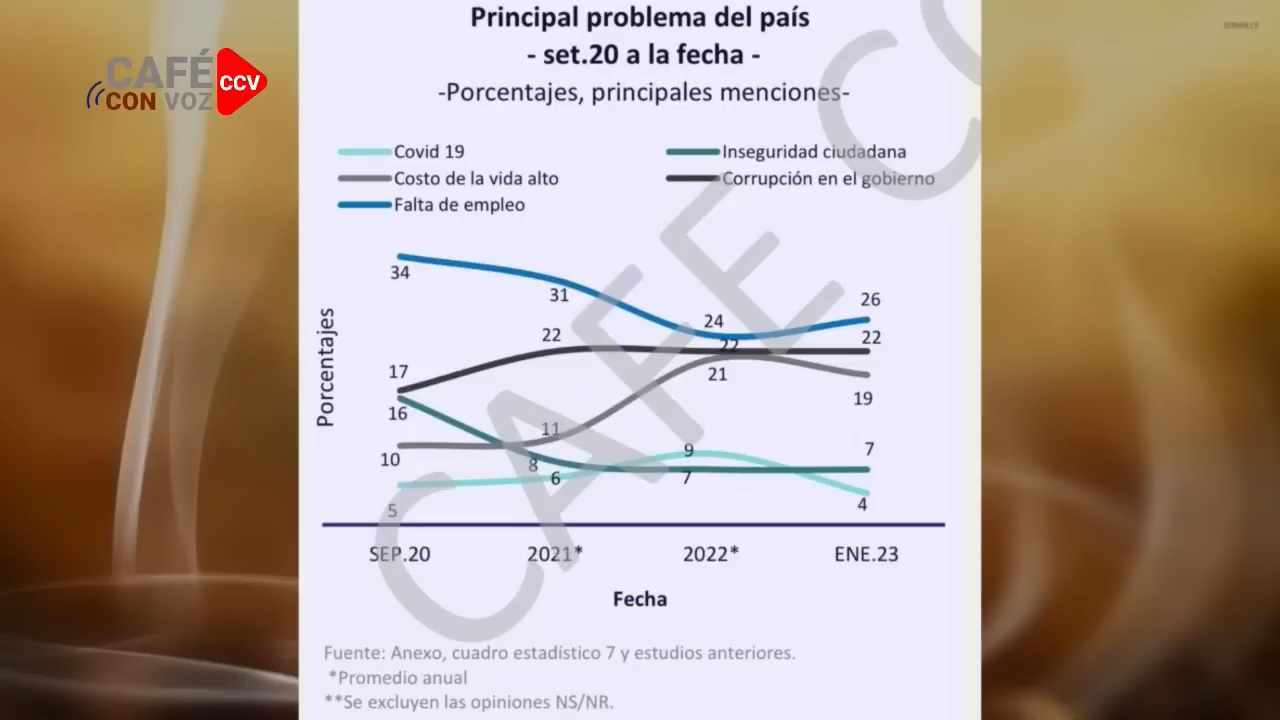 Principal problema del país
- set.20 a la fecha -
-Porcentajes, principales menciones-
CAFÉ
CON VOZ
CCV
Covid 19
Inseguridad ciudadana
Costo de la vida alto
Corrupción en el gobierno
Falta de empleo
Porcentajes
34
31
24
26
17
22
22
22
16
11
21
19
10
8
9
7
5
6
7
4
SEP.20 2021* 2022* ENE.23
Fecha
Fuente: Anexo, cuadro estadístico 7 y estudios anteriores.
*Promedio anual
**Se excluyen las opiniones NS/NR.
CAFE CO